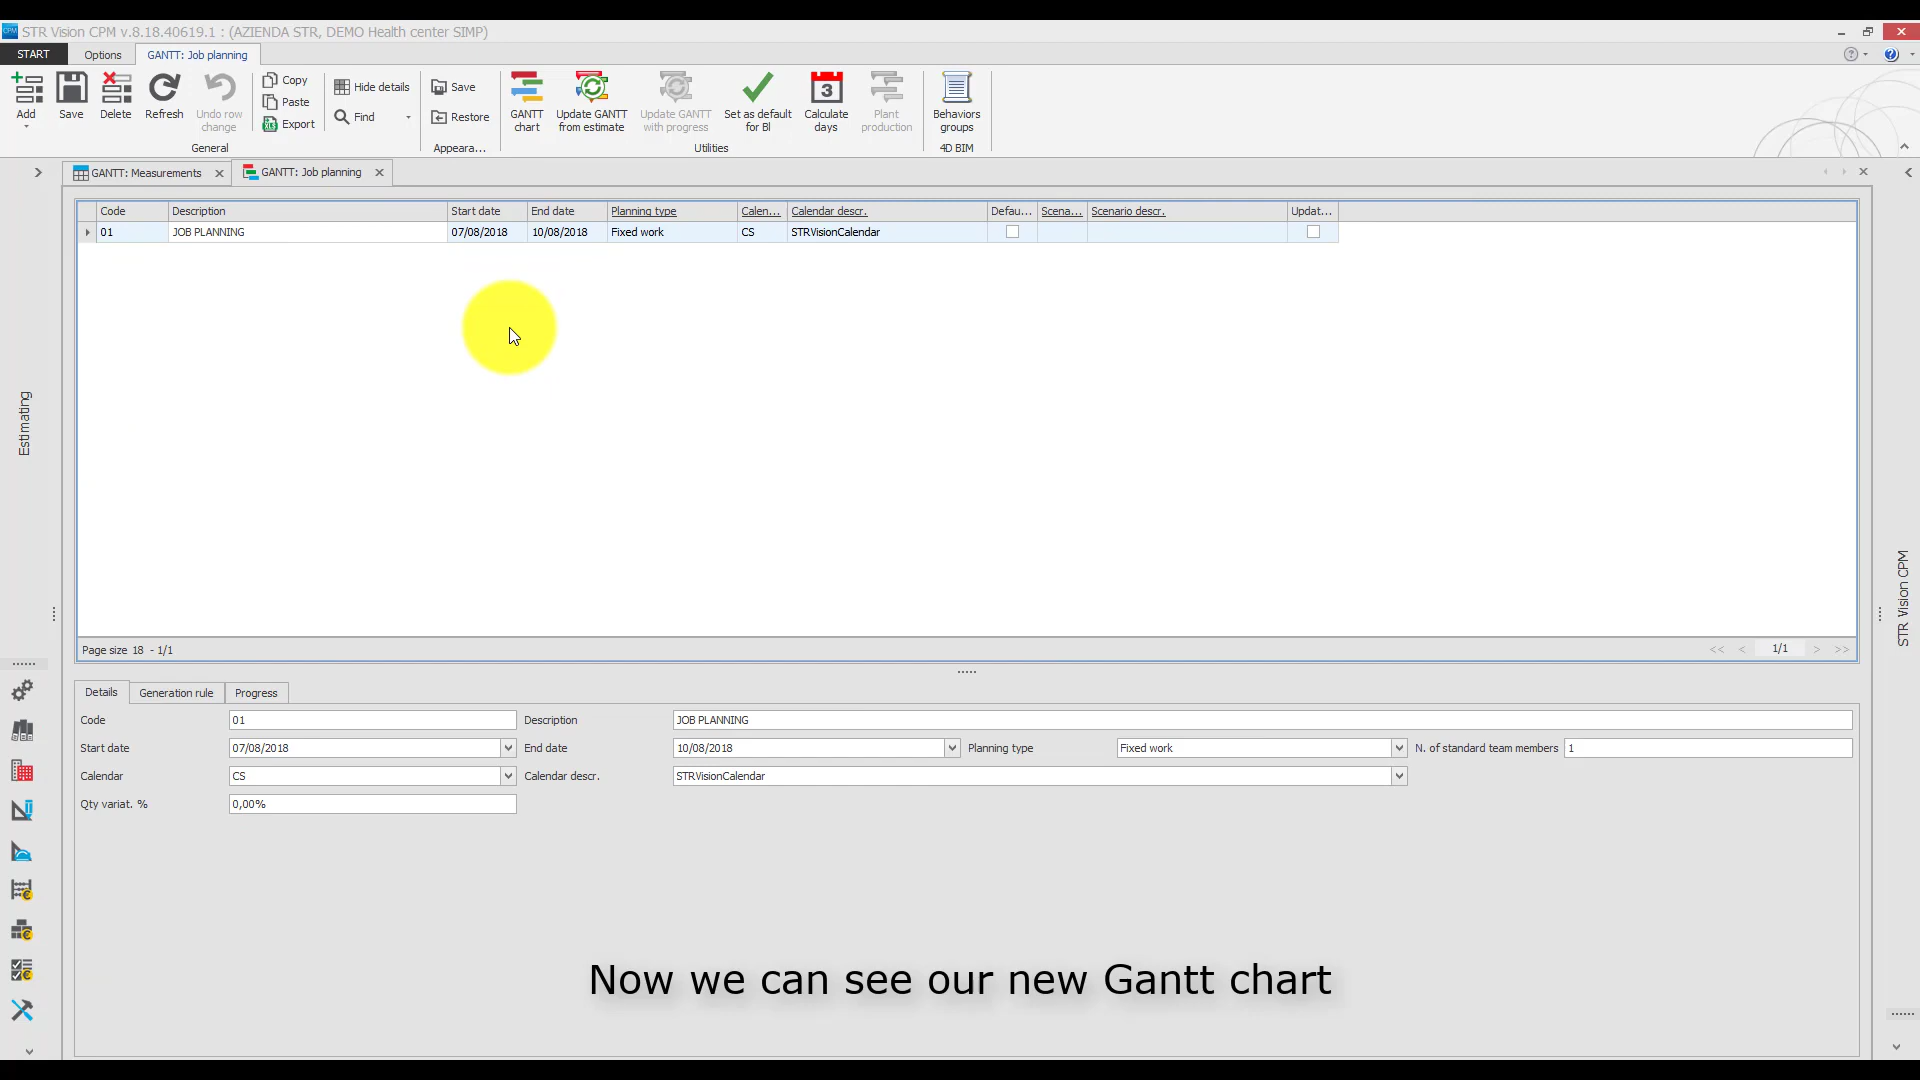 STR Vision CPM v.8.18.40619.1 : (AZIENDA STR, DEMO Health center SIMP)
START Options GANTT: Job planning
Add Save Delete Refresh Undo row change
Copy
Paste
Export
Hide details
Find
Save
Restore
GANTT chart
Update GANTT from estimate
Update GANTT with progress
Set as default for BI
3
Calculate days
Plant production
Behaviors groups
General Appeara... Utilities 4D BIM
GANTT: Measurements GANTT: Job planning
Code Description Start date End date Planning type Calen... Calendar descr. Defau... Scena... Scenario descr. Updat...
01 JOB PLANNING 07/08/2018 10/08/2018 Fixed work CS STRVisionCalendar
Estimating
STR Vision CPM
Page size 18 - 1/1
<< < 1/1 > >>
Details Generation rule Progress
Code 01 Description JOB PLANNING
Start date 07/08/2018 End date 10/08/2018 Planning type Fixed work N. of standard team members 1
Calendar CS Calendar descr. STRVisionCalendar
Qty variat. % 0,00%
Now we can see our new Gantt chart